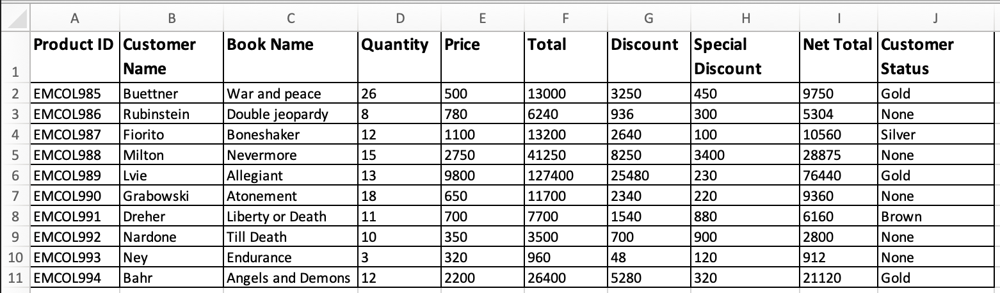 A B C D E F G H I J
1 Product ID Customer Name Book Name Quantity Price Total Discount Special Discount Net Total Customer Status
2 EMCOL985 Buettner War and peace 26 500 13000 3250 450 9750 Gold
3 EMCOL986 Rubinstein Double jeopardy 8 780 6240 936 300 5304 None
4 EMCOL987 Fiorito Boneshaker 12 1100 13200 2640 100 10560 Silver
5 EMCOL988 Milton Nevermore 15 2750 41250 8250 3400 28875 None
6 EMCOL989 Lvie Allegiant 13 9800 127400 25480 230 76440 Gold
7 EMCOL990 Grabowski Atonement 18 650 11700 2340 220 9360 None
8 EMCOL991 Dreher Liberty or Death 11 700 7700 1540 880 6160 Brown
9 EMCOL992 Nardone Till Death 10 350 3500 700 900 2800 None
10 EMCOL993 Ney Endurance 3 320 960 48 120 912 None
11 EMCOL994 Bahr Angels and Demons 12 2200 26400 5280 320 21120 Gold